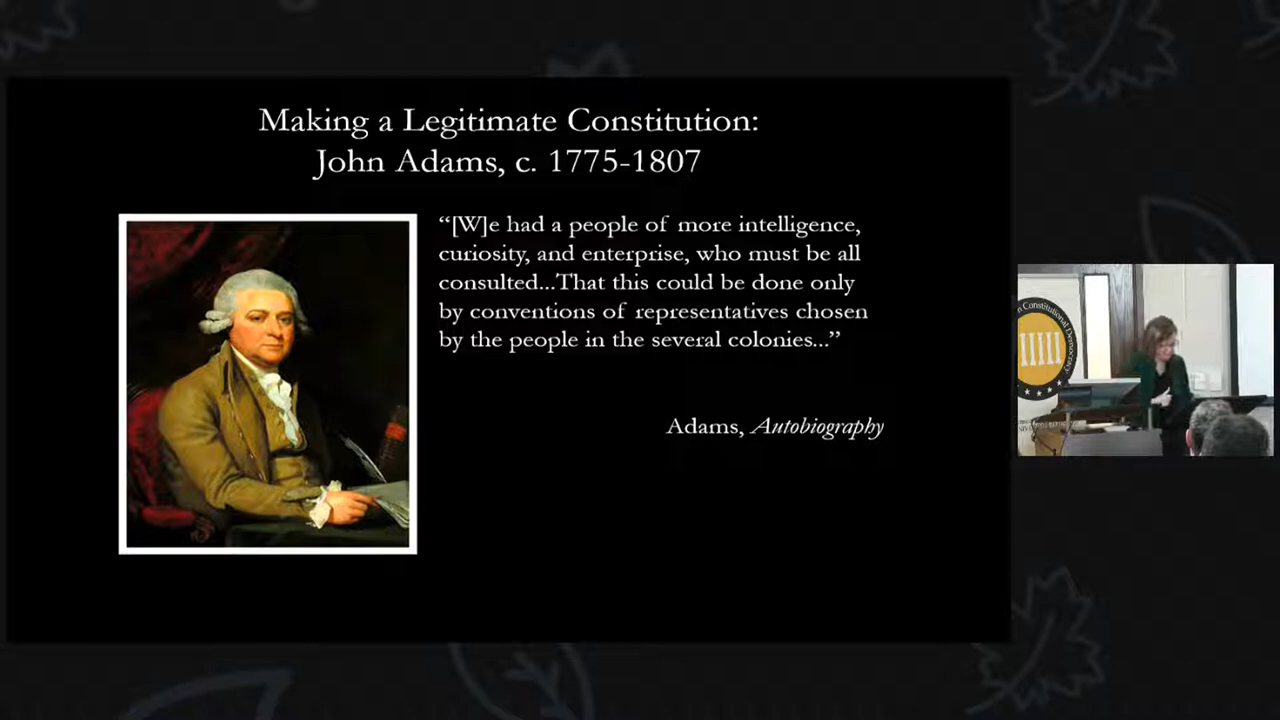 Making a Legitimate Constitution:
John Adams, c. 1775-1807
“[W]e had a people of more intelligence,
curiosity, and enterprise, who must be all
consulted...That this could be done only
by conventions of representatives chosen
by the people in the several colonies...”
Adams, Autobiography
Constitutional Democracy